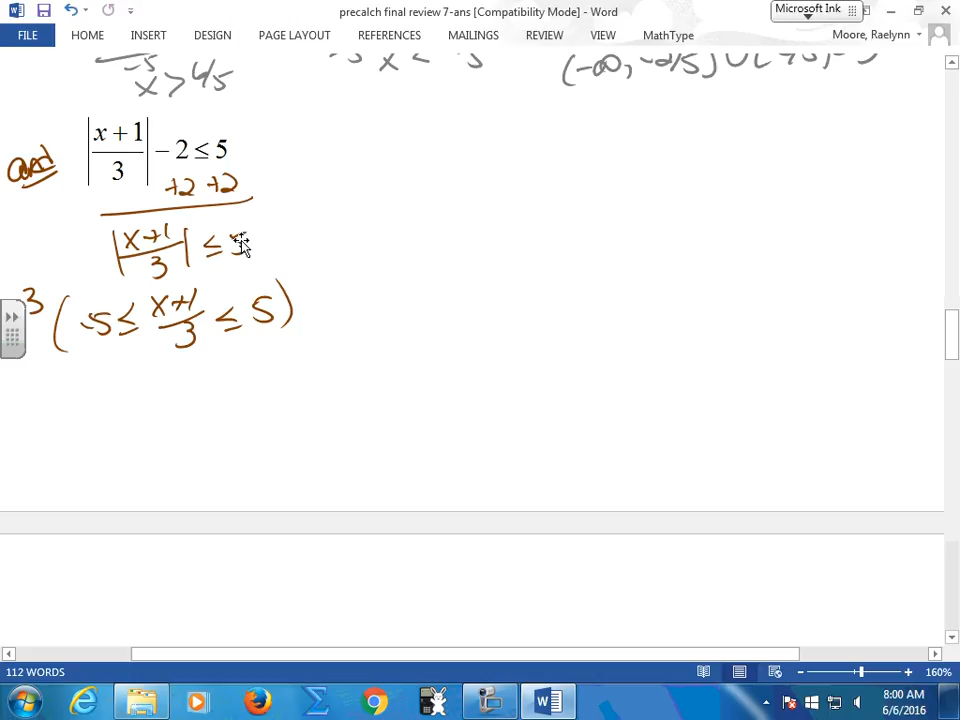 precalch final review 7-ans [Compatibility Mode] - Word
Microsoft Ink
FILE HOME INSERT DESIGN PAGE LAYOUT REFERENCES MAILINGS REVIEW VIEW MathType Moore, Raelynn
-5
x > 6/5
and |x + 1 / 3| − 2 ≤ 5
+2 +2
|x+1 / 3| ≤
3 ( -5 ≤ x+1 / 3 ≤ 5 )
112 WORDS 160%
8:00 AM
6/6/2016